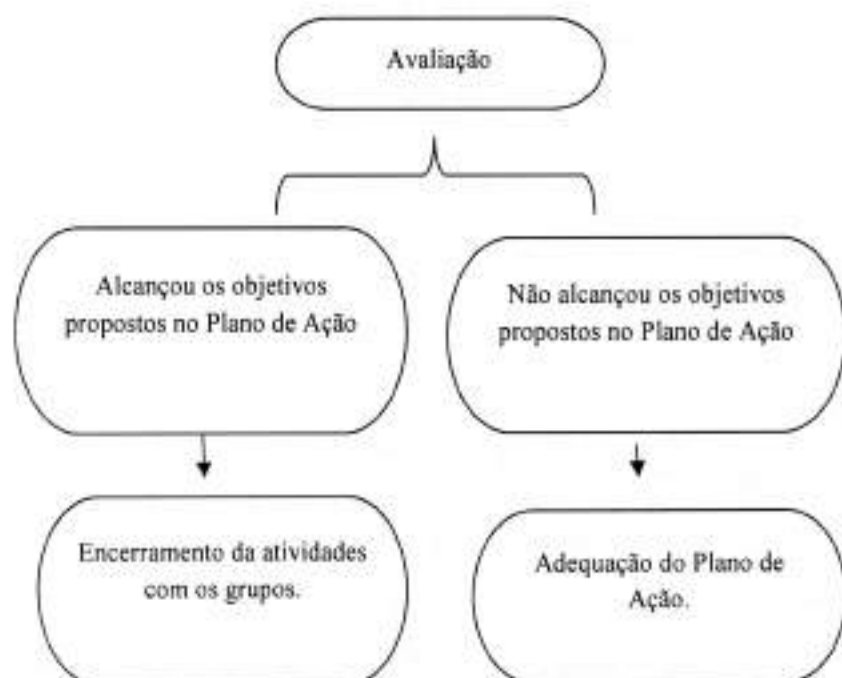 Avaliação
Alcançou os objetivos
propostos no Plano de Ação
Não alcançou os objetivos
propostos no Plano de Ação
Encerramento da atividades
com os grupos.
Adequação do Plano de
Ação.